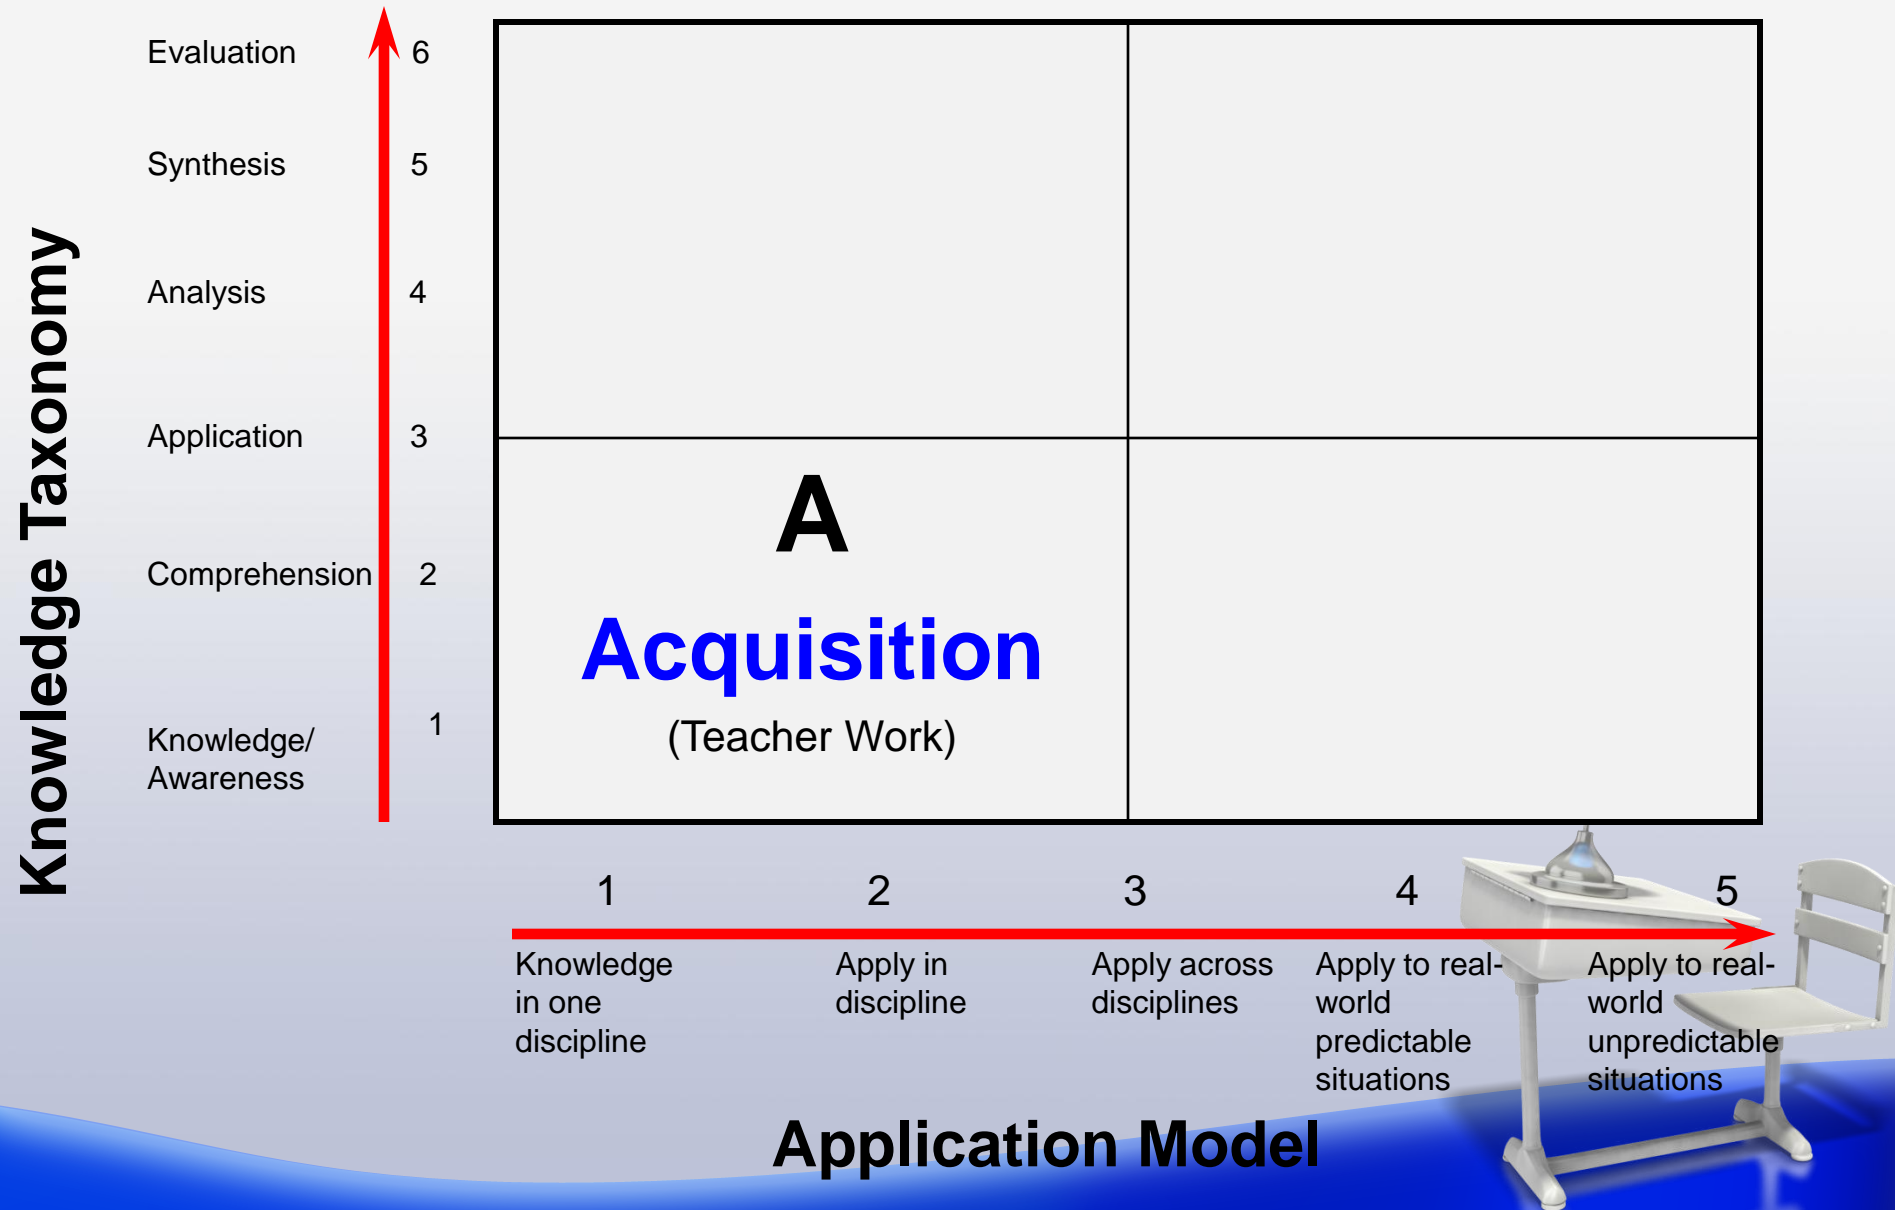 Knowledge Taxonomy
Evaluation 6
Synthesis 5
Analysis 4
Application 3
Comprehension 2
Knowledge/ 1
Awareness
A
Acquisition
(Teacher Work)
1 2 3 4 5
Knowledge
in one
discipline
Apply in
discipline
Apply across
disciplines
Apply to real-
world
predictable
situations
Apply to real-
world
unpredictable
situations
Application Model